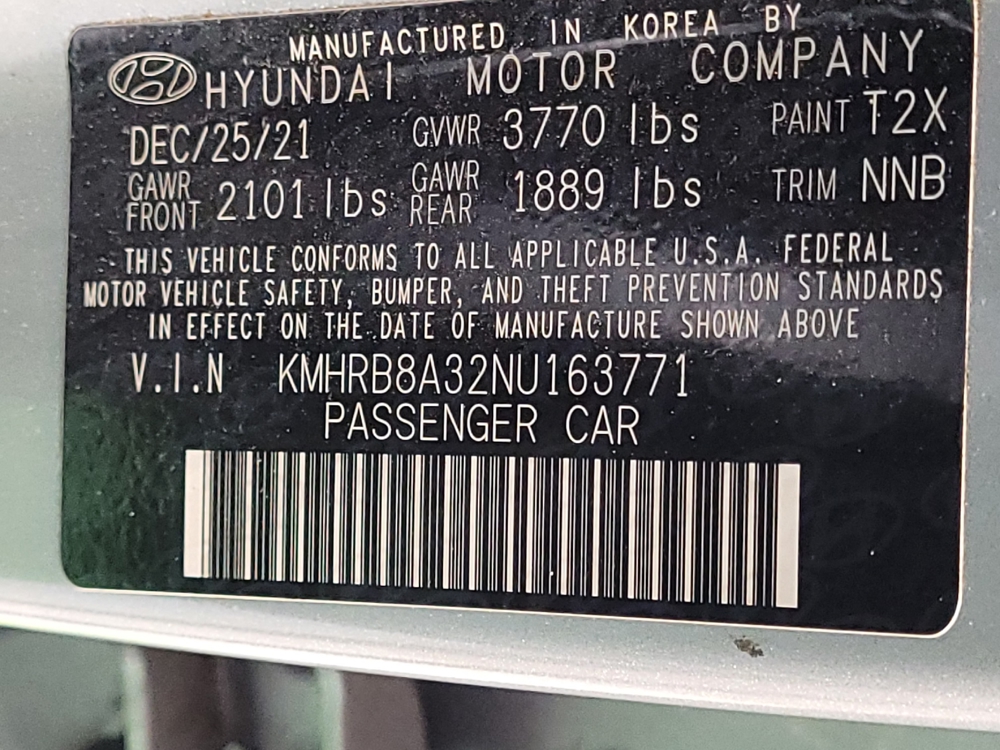 MANUFACTURED IN KOREA BY
HYUNDAI MOTOR COMPANY
DEC/25/21 GVWR 3770 lbs PAINT T2X
GAWR FRONT 2101 lbs GAWR REAR 1889 lbs TRIM NNB
THIS VEHICLE CONFORMS TO ALL APPLICABLE U.S.A. FEDERAL
MOTOR VEHICLE SAFETY, BUMPER, AND THEFT PREVENTION STANDARDS
IN EFFECT ON THE DATE OF MANUFACTURE SHOWN ABOVE
V.I.N KMHRB8A32NU163771
PASSENGER CAR